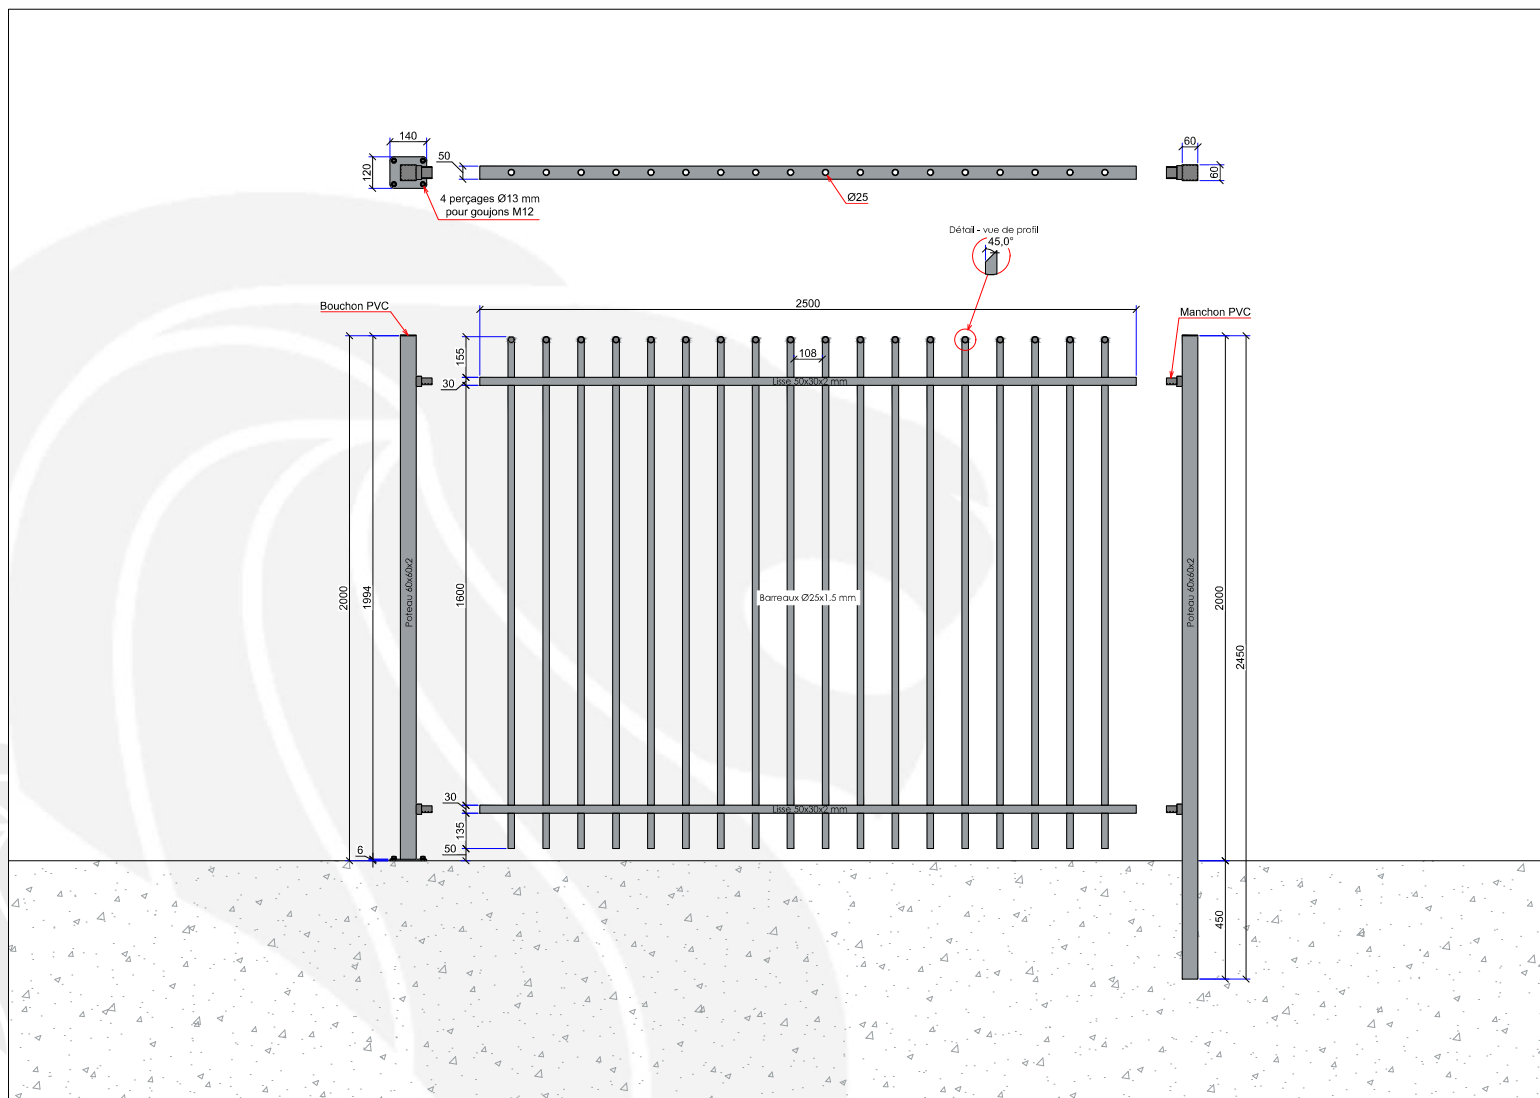 140
120
50
4 perçages Ø13 mm
pour goujons M12
Ø25
60
60
Détail - vue de profil
45,0°
Bouchon PVC
2500
Manchon PVC
155
108
30
Lisse 50x30x2 mm
2000
1994
Poteau 60x60x2
1600
Barreaux Ø25x1.5 mm
Poteau 60x60x2
2000
2450
30
Lisse 50x30x2 mm
135
6
50
450